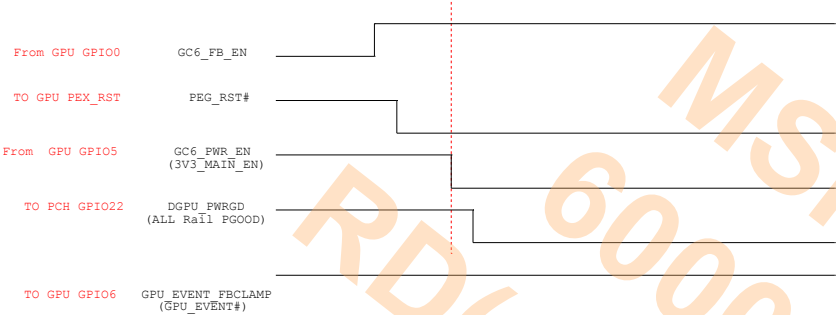 From GPU GPIO0 GC6_FB_EN
TO GPU PEX_RST PEG_RST#
From GPU GPIO5 GC6_PWR_EN
(3V3_MAIN_EN)
TO PCH GPIO22 DGPU_PWRGD
(ALL Rail PGOOD)
TO GPU GPIO6 GPU_EVENT_FBCLAMP
(GPU_EVENT#)
6000